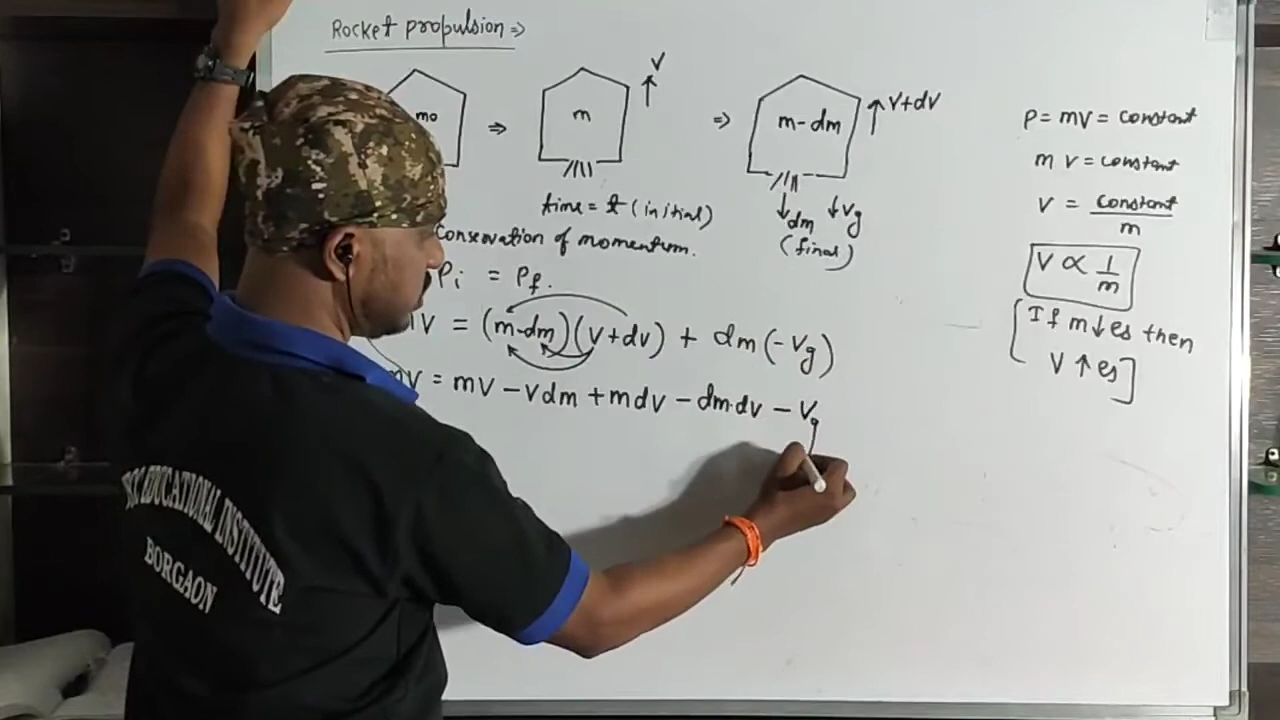 Rocket propulsion ⇒
mo ⇒ m ↑ v ⇒ m-dm ↑ v+dv
time = t (initial)
↓dm ↓vg
(final)
Conservation of momentum.
Pi = Pf.
v = (m-dm)(v+dv) + dm(-vg)
mv = mv - vdm + mdv - dm.dv - vg
P = mv = constant
m v = constant
v = constant/m
v ∝ 1/m
[If m↓es then
v ↑ es]
EDUCATIONAL INSTITUTE
BORGAON